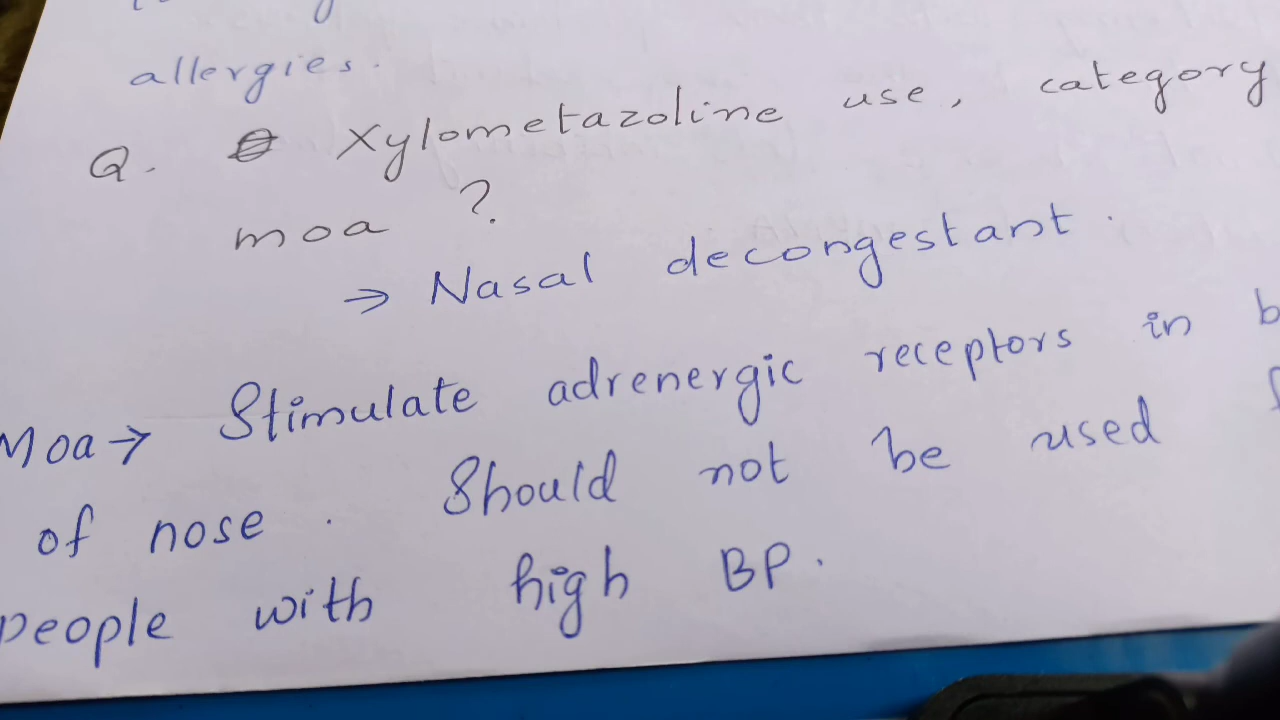 allergies.
Q. Xylometazoline use, category
moa ?
→ Nasal decongestant.
Moa → Stimulate adrenergic receptors in
of nose. Should not be used
people with high BP.